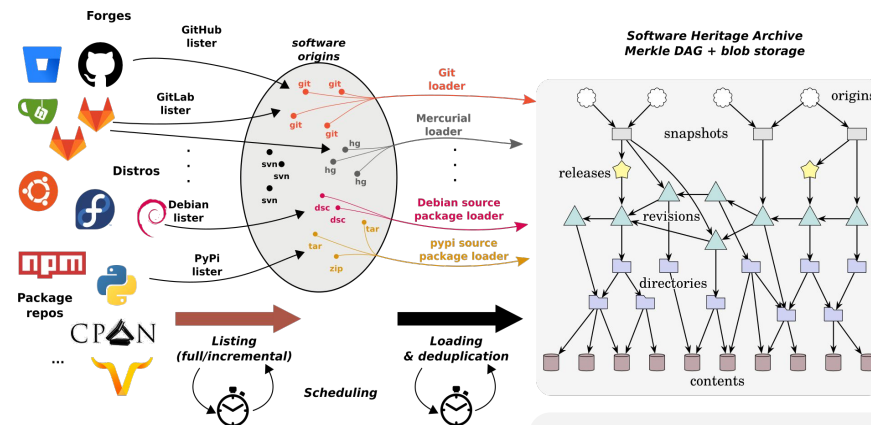 Forges
GitHub
lister
software
origins
Software Heritage Archive
Merkle DAG + blob storage
git
git
git
git
Git
loader
origins
GitLab
lister
Mercurial
loader
snapshots
svn
svn
svn
hg
hg
hg
Distros
releases
Debian
lister
dsc
dsc
Debian source
package loader
revisions
tar
tar
zip
pypi source
package loader
npm
PyPi
lister
directories
Package
repos
CPAN
...
Listing
(full/incremental)
Loading
& deduplication
Scheduling
contents